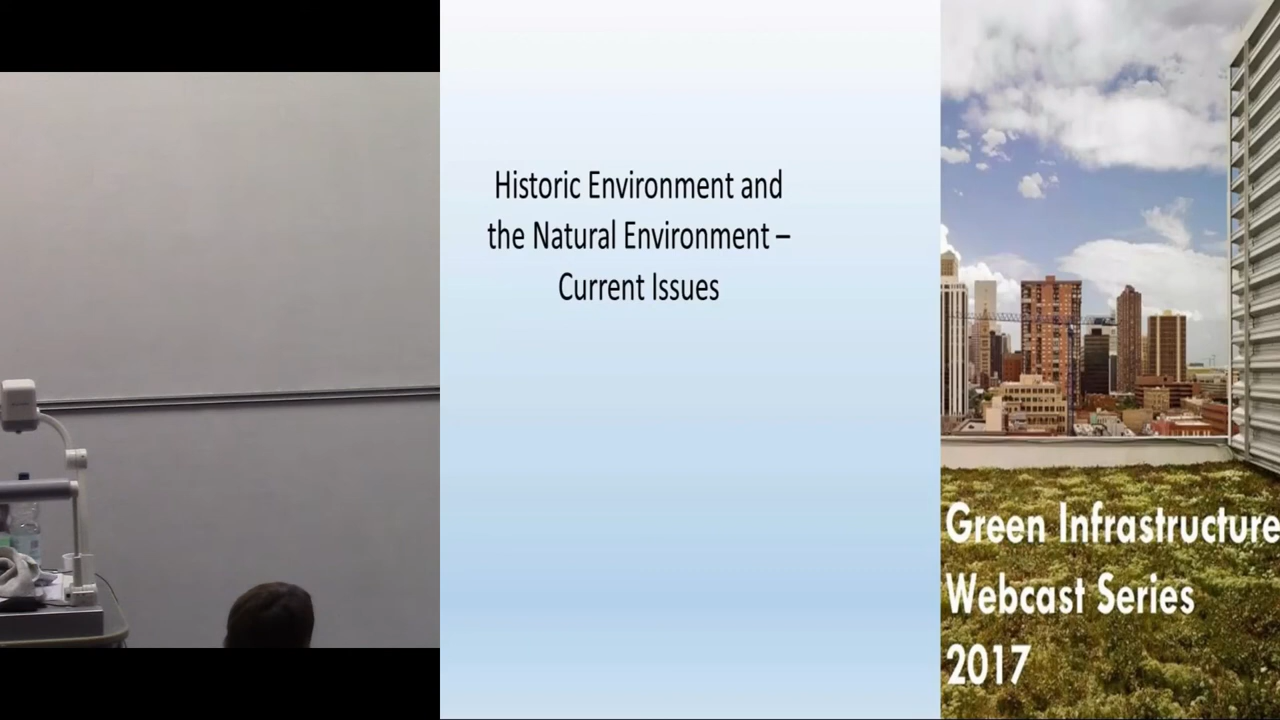 Historic Environment and
the Natural Environment –
Current Issues
Green Infrastructure
Webcast Series
2017